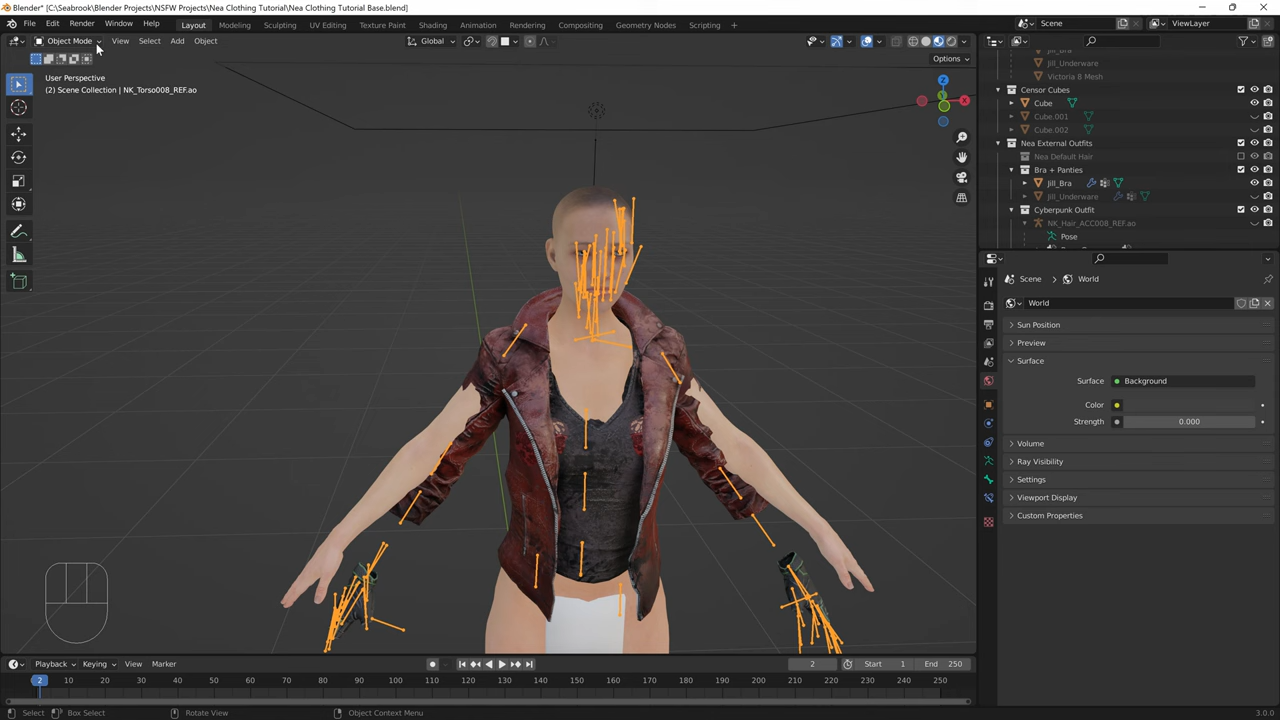 Blender* [C:\Seabrook\Blender Projects\NSFW Projects\Nea Clothing Tutorial\Nea Clothing Tutorial Base.blend]
File Edit Render Window Help Layout Modeling Sculpting UV Editing Texture Paint Shading Animation Rendering Compositing Geometry Nodes Scripting + Scene ViewLayer
Object Mode View Select Add Object Global
Options
User Perspective
(2) Scene Collection | NK_Torso008_REF.ao
Z
X
Jill_Bra
Jill_Underware
Victoria 8 Mesh
Censor Cubes
Cube
Cube.001
Cube.002
Nea External Outfits
Nea Default Hair
Bra + Panties
Jill_Bra
Jill_Underware
Cyberpunk Outfit
NK_Hair_ACC008_REF.ao
Pose
Scene > World
World
Sun Position
Preview
Surface
Surface Background
Color
Strength 0.000
Volume
Ray Visibility
Settings
Viewport Display
Custom Properties
Playback Keying View Marker 2 Start 1 End 250
2 10 20 30 40 50 60 70 80 90 100 110 120 130 140 150 160 170 180 190 200 210 220 230 240 250
Select Box Select Rotate View Object Context Menu 3.0.0